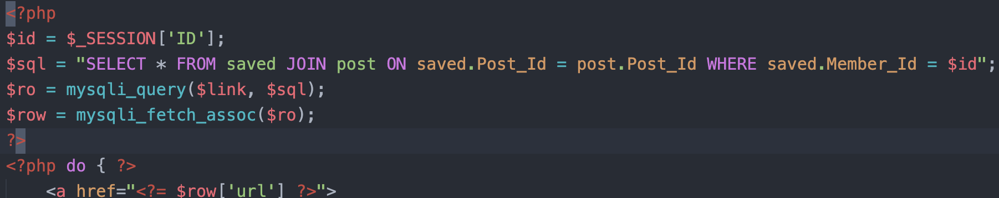 <?php
$id = $_SESSION['ID'];
$sql = "SELECT * FROM saved JOIN post ON saved.Post_Id = post.Post_Id WHERE saved.Member_Id = $id";
$ro = mysqli_query($link, $sql);
$row = mysqli_fetch_assoc($ro);
?>
<?php do { ?>
    <a href="<?= $row['url'] ?>">